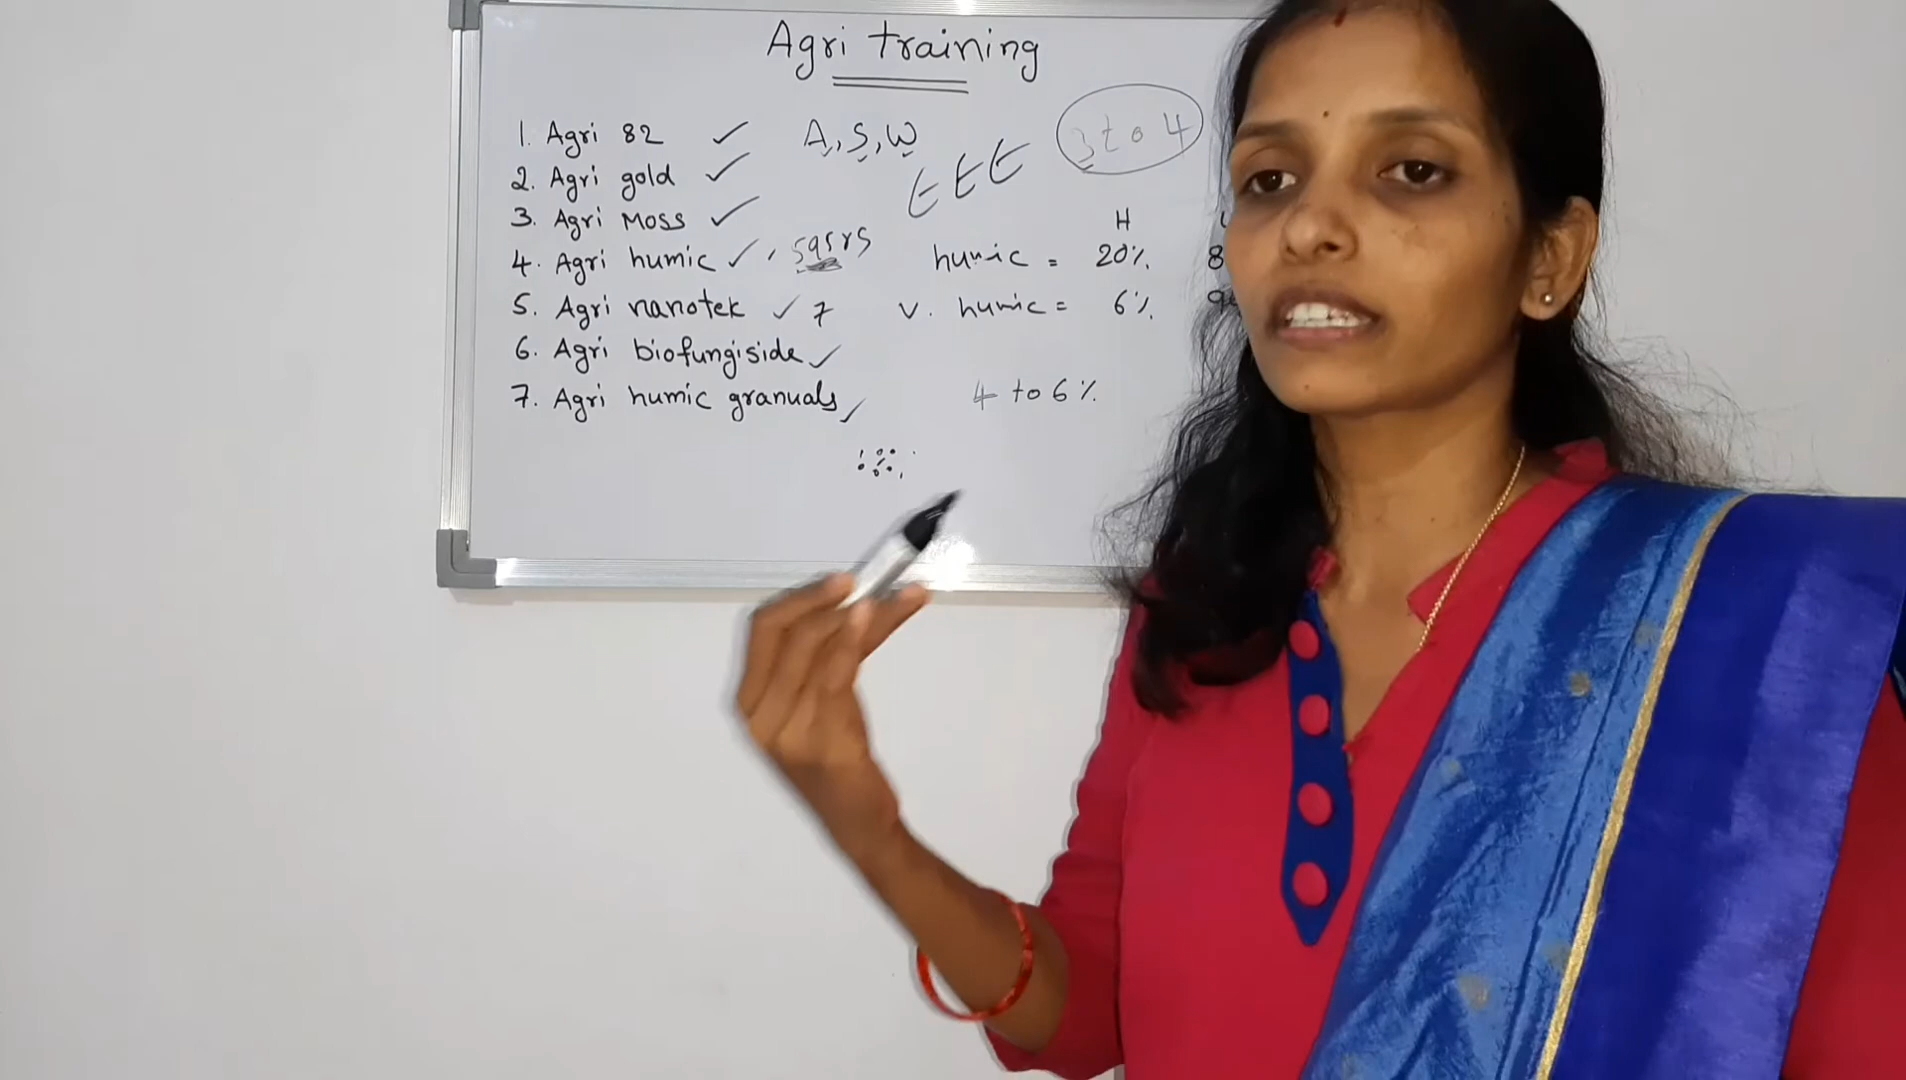 Agri training
1. Agri 82 ✓ A, S, W 3 to 4
2. Agri gold ✓ E E E
3. Agri Moss ✓ H
4. Agri humic ✓, humic = 20%. 8
5. Agri nanotek ✓ 7 v. humic = 6%.
6. Agri biofungiside ✓
7. Agri humic granuals ✓ 4 to 6%.